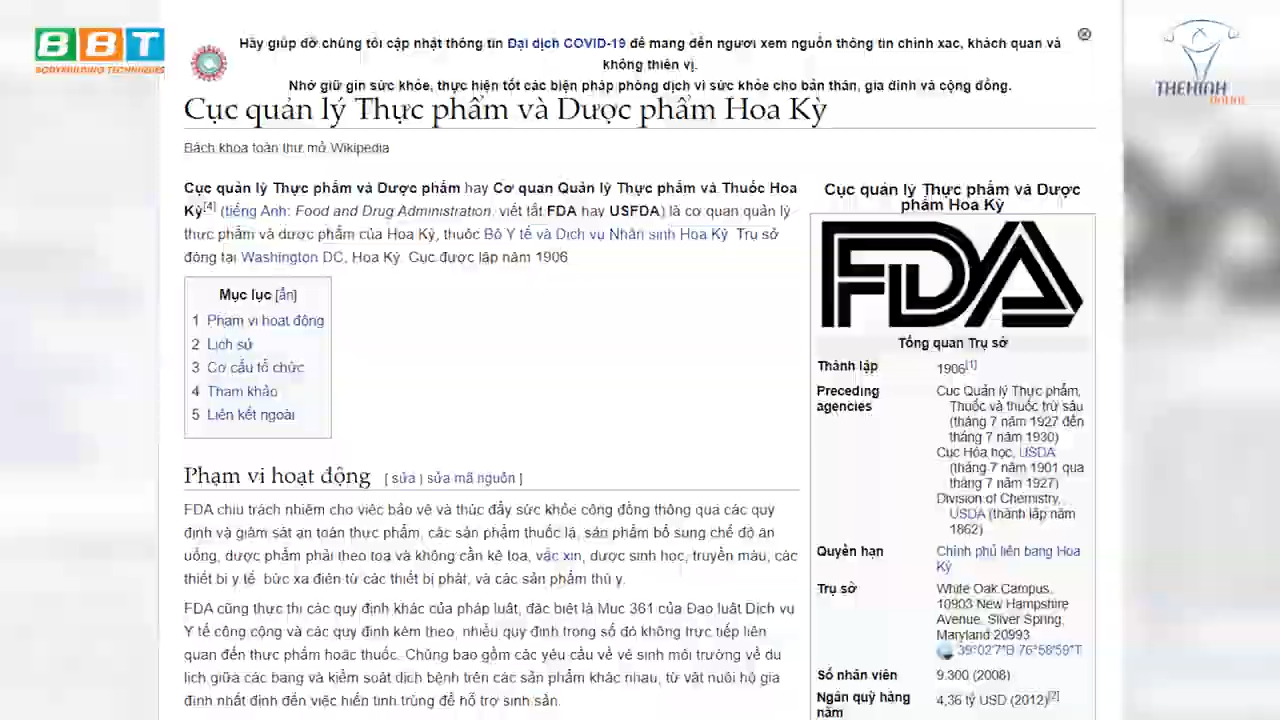 BBT
BODYBUILDING TECHNIQUES
THEHINH
ONLINE
Hãy giúp đỡ chúng tôi cập nhật thông tin Đại dịch COVID-19 để mang đến người xem nguồn thông tin chính xác, khách quan và
không thiên vị.
Nhớ giữ gìn sức khỏe, thực hiện tốt các biện pháp phòng dịch vì sức khỏe cho bản thân, gia đình và cộng đồng.
Cục quản lý Thực phẩm và Dược phẩm Hoa Kỳ
Bách khoa toàn thư mở Wikipedia
Cục quản lý Thực phẩm và Dược phẩm hay Cơ quan Quản lý Thực phẩm và Thuốc Hoa
Kỳ[4] (tiếng Anh: Food and Drug Administration, viết tắt FDA hay USFDA) là cơ quan quản lý
thực phẩm và dược phẩm của Hoa Kỳ, thuộc Bộ Y tế và Dịch vụ Nhân sinh Hoa Kỳ. Trụ sở
đóng tại Washington DC, Hoa Kỳ. Cục được lập năm 1906
Mục lục [ẩn]
1 Phạm vi hoạt động
2 Lịch sử
3 Cơ cấu tổ chức
4 Tham khảo
5 Liên kết ngoài
Phạm vi hoạt động [ sửa | sửa mã nguồn ]
FDA chịu trách nhiệm cho việc bảo vệ và thúc đẩy sức khỏe cộng đồng thông qua các quy
định và giám sát an toàn thực phẩm, các sản phẩm thuốc lá, sản phẩm bổ sung chế độ ăn
uống, dược phẩm phải theo toa và không cần kê toa, vắc xin, dược sinh học, truyền máu, các
thiết bị y tế bức xạ điện từ các thiết bị phát, và các sản phẩm thú y.
FDA cũng thực thi các quy định khác của pháp luật, đặc biệt là Mục 361 của Đạo luật Dịch vụ
Y tế công cộng và các quy định kèm theo, nhiều quy định trong số đó không trực tiếp liên
quan đến thực phẩm hoặc thuốc. Chúng bao gồm các yêu cầu về vệ sinh môi trường về du
lịch giữa các bang và kiểm soát dịch bệnh trên các sản phẩm khác nhau, từ vật nuôi hộ gia
đình nhất định đến việc hiến tinh trùng để hỗ trợ sinh sản.
Cục quản lý Thực phẩm và Dược
phẩm Hoa Kỳ
FDA
Tổng quan Trụ sở
Thành lập 1906[1]
Preceding agencies
Cục Quản lý Thực phẩm,
Thuốc và thuốc trừ sâu
(tháng 7 năm 1927 đến
tháng 7 năm 1930)
Cục Hóa học, USDA
(tháng 7 năm 1901 qua
tháng 7 năm 1927)
Division of Chemistry,
USDA (thành lập năm
1862)
Quyền hạn Chính phủ liên bang Hoa
Kỳ
Trụ sở White Oak Campus,
10903 New Hampshire
Avenue, Silver Spring,
Maryland 20993
39°02′7″B 76°58′59″T
Số nhân viên 9.300 (2008)
Ngân quỹ hàng năm 4,36 tỷ USD (2012)[2]